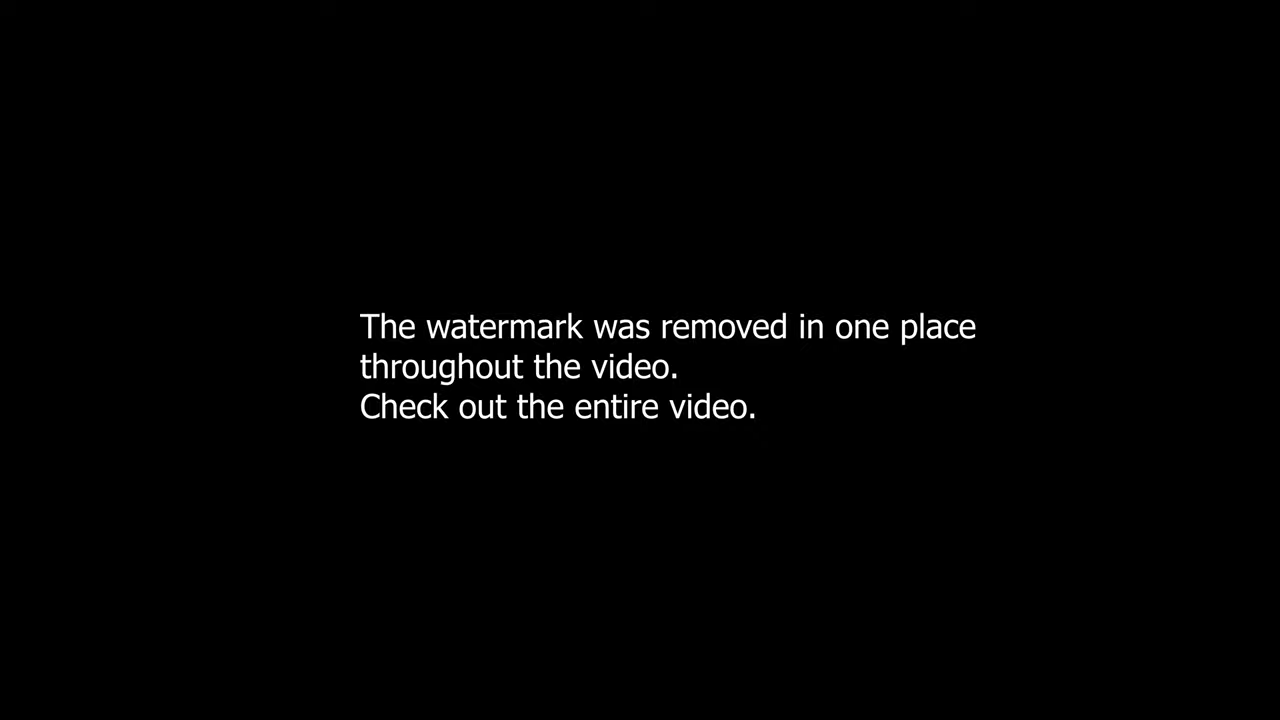 The watermark was removed in one place
throughout the video.
Check out the entire video.